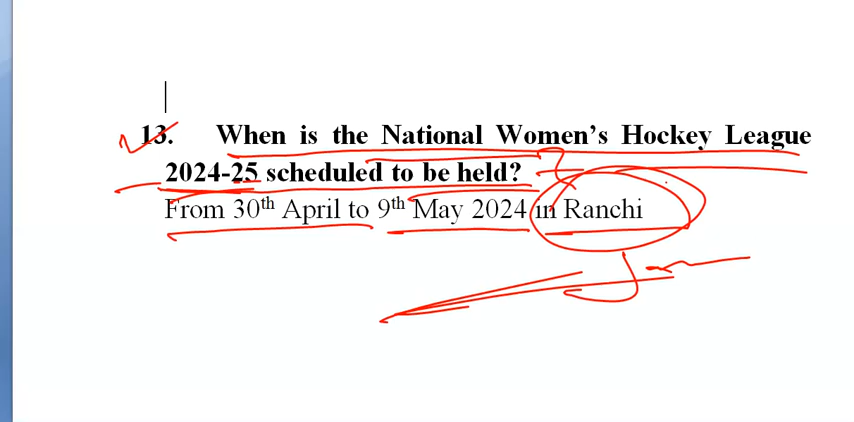 13. When is the National Women's Hockey League
2024-25 scheduled to be held?
From 30th April to 9th May 2024 in Ranchi